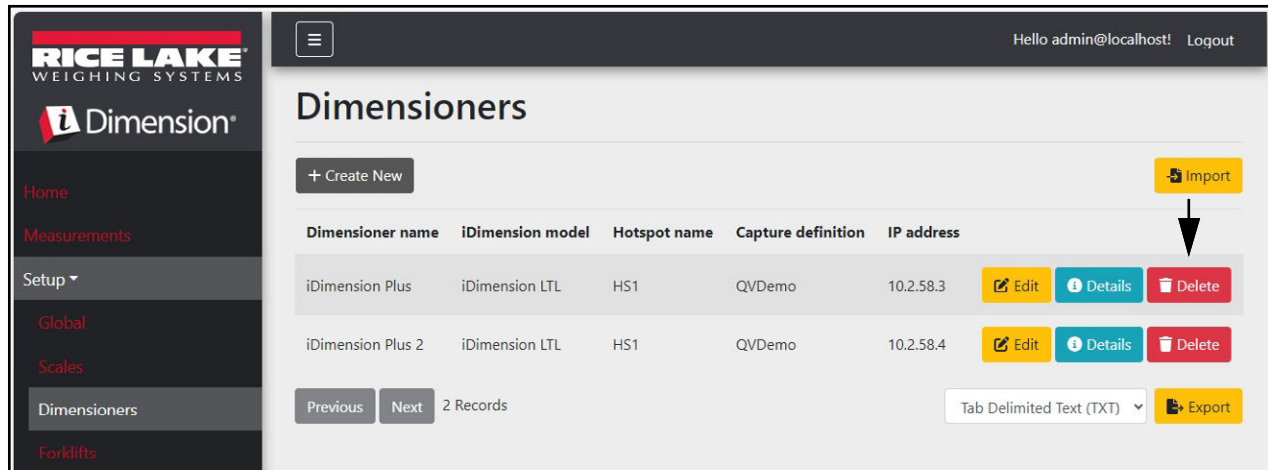 RICE LAKE®
WEIGHING SYSTEMS
i Dimension®
Home
Measurements
Setup
Global
Scales
Dimensioners
Forklifts
Hello admin@localhost! Logout
Dimensioners
+ Create New
Import
Dimensioner name iDimension model Hotspot name Capture definition IP address
iDimension Plus iDimension LTL HS1 QVDemo 10.2.58.3 Edit Details Delete
iDimension Plus 2 iDimension LTL HS1 QVDemo 10.2.58.4 Edit Details Delete
Previous Next 2 Records Tab Delimited Text (TXT) Export